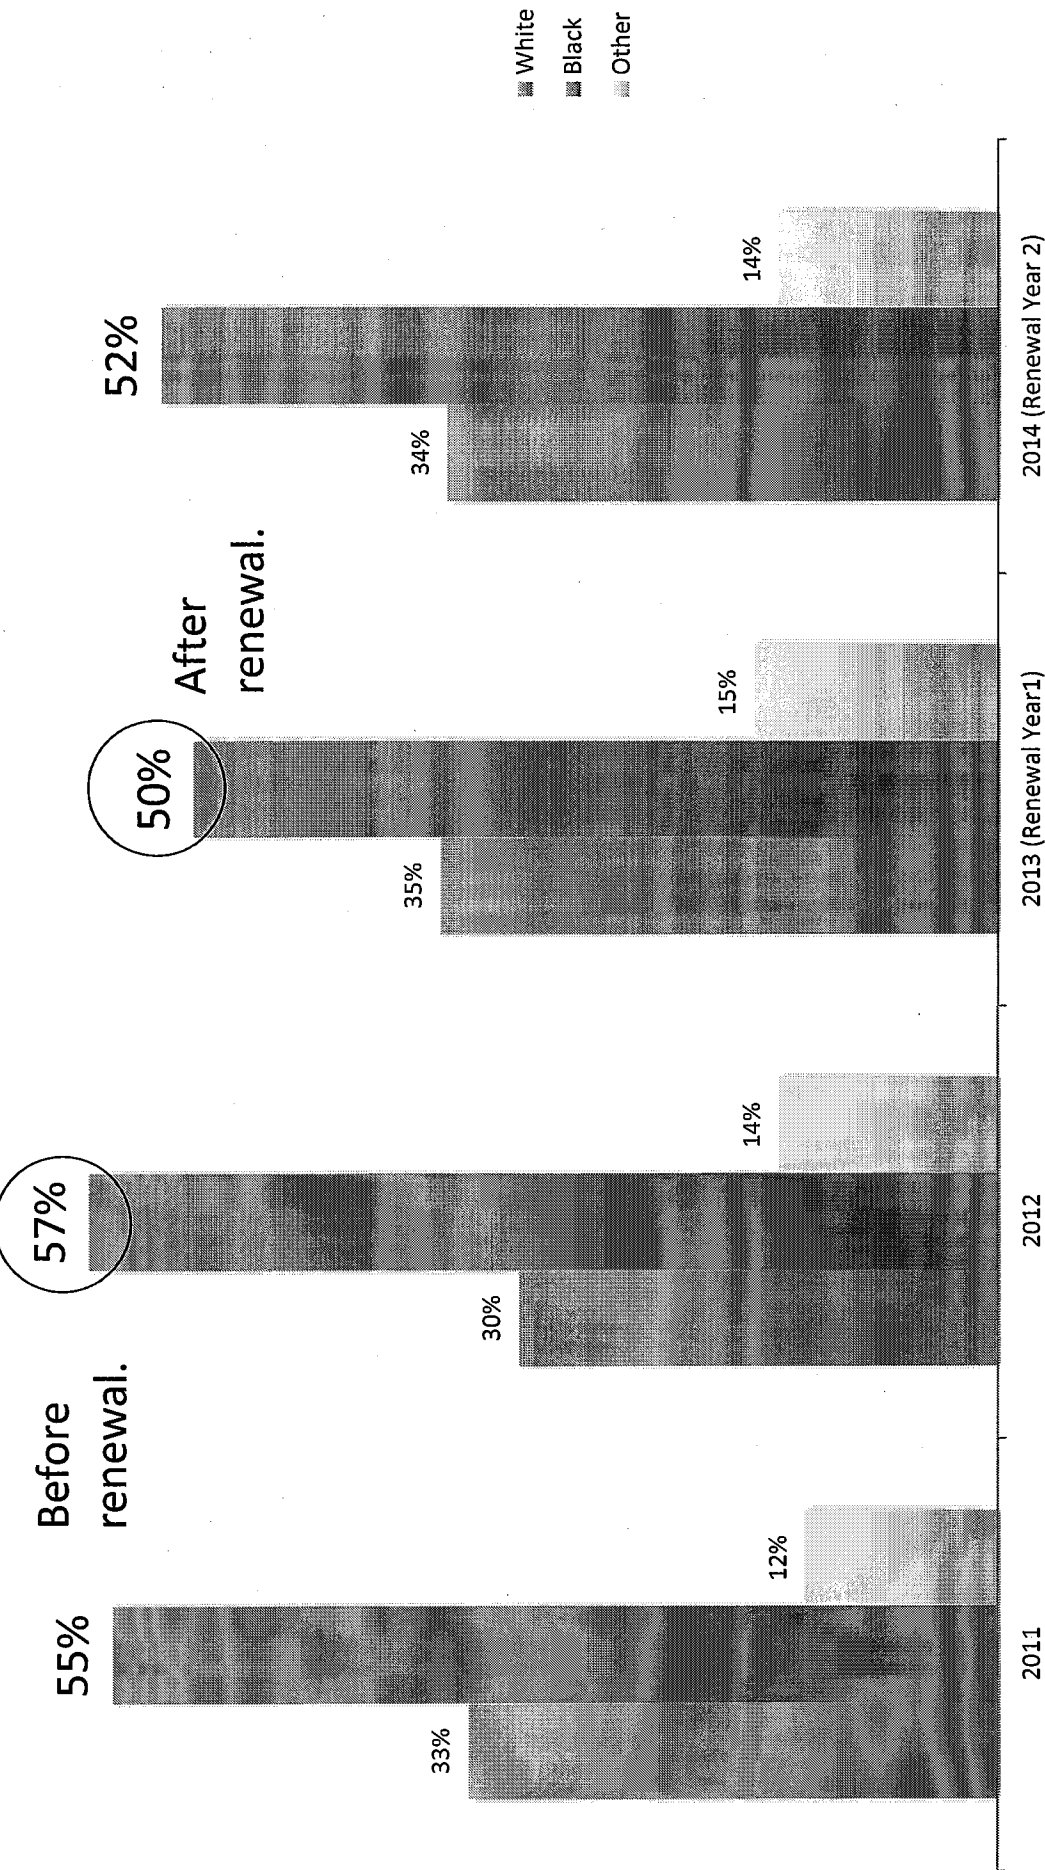 Before
renewal.
After
renewal.
55%
33%
12%
57%
30%
14%
50%
35%
15%
52%
34%
14%
2011
2012
2013 (Renewal Year1)
2014 (Renewal Year 2)
White
Black
Other